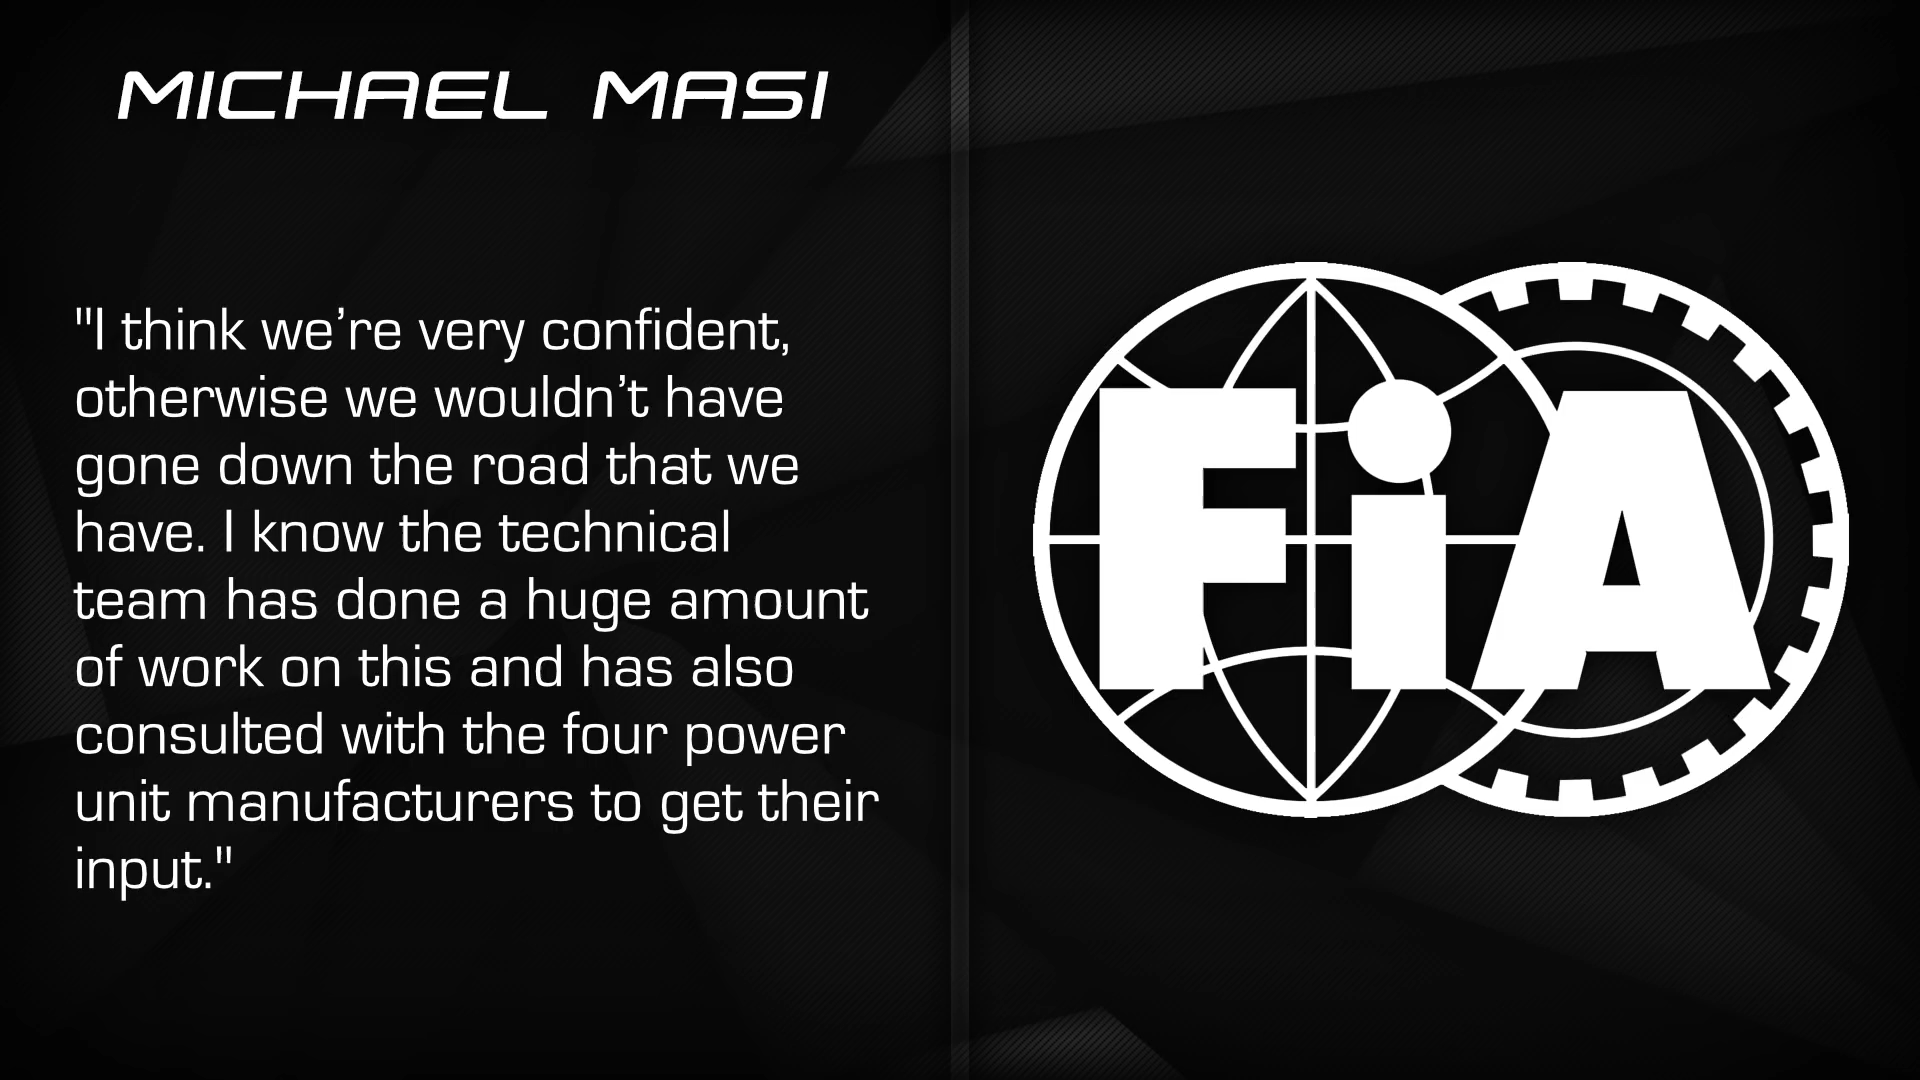 MICHAEL MASI
"I think we’re very confident,
otherwise we wouldn’t have
gone down the road that we
have. I know the technical
team has done a huge amount
of work on this and has also
consulted with the four power
unit manufacturers to get their
input."
FiA